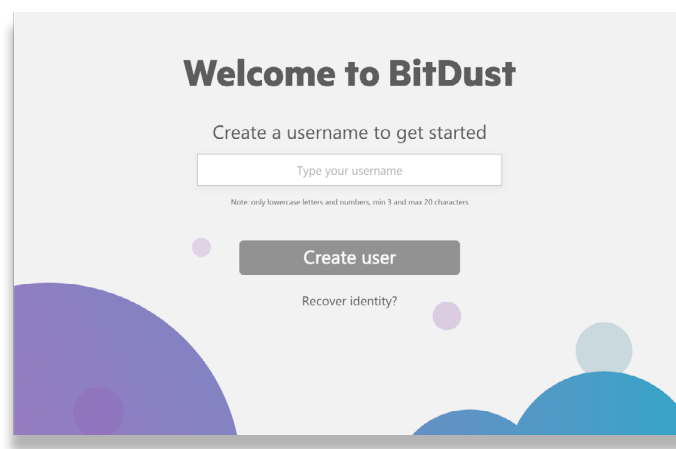 Welcome to BitDust
Create a username to get started
Type your username
Note: only lowercase letters and numbers, min 3 and max 20 characters
Create user
Recover identity?